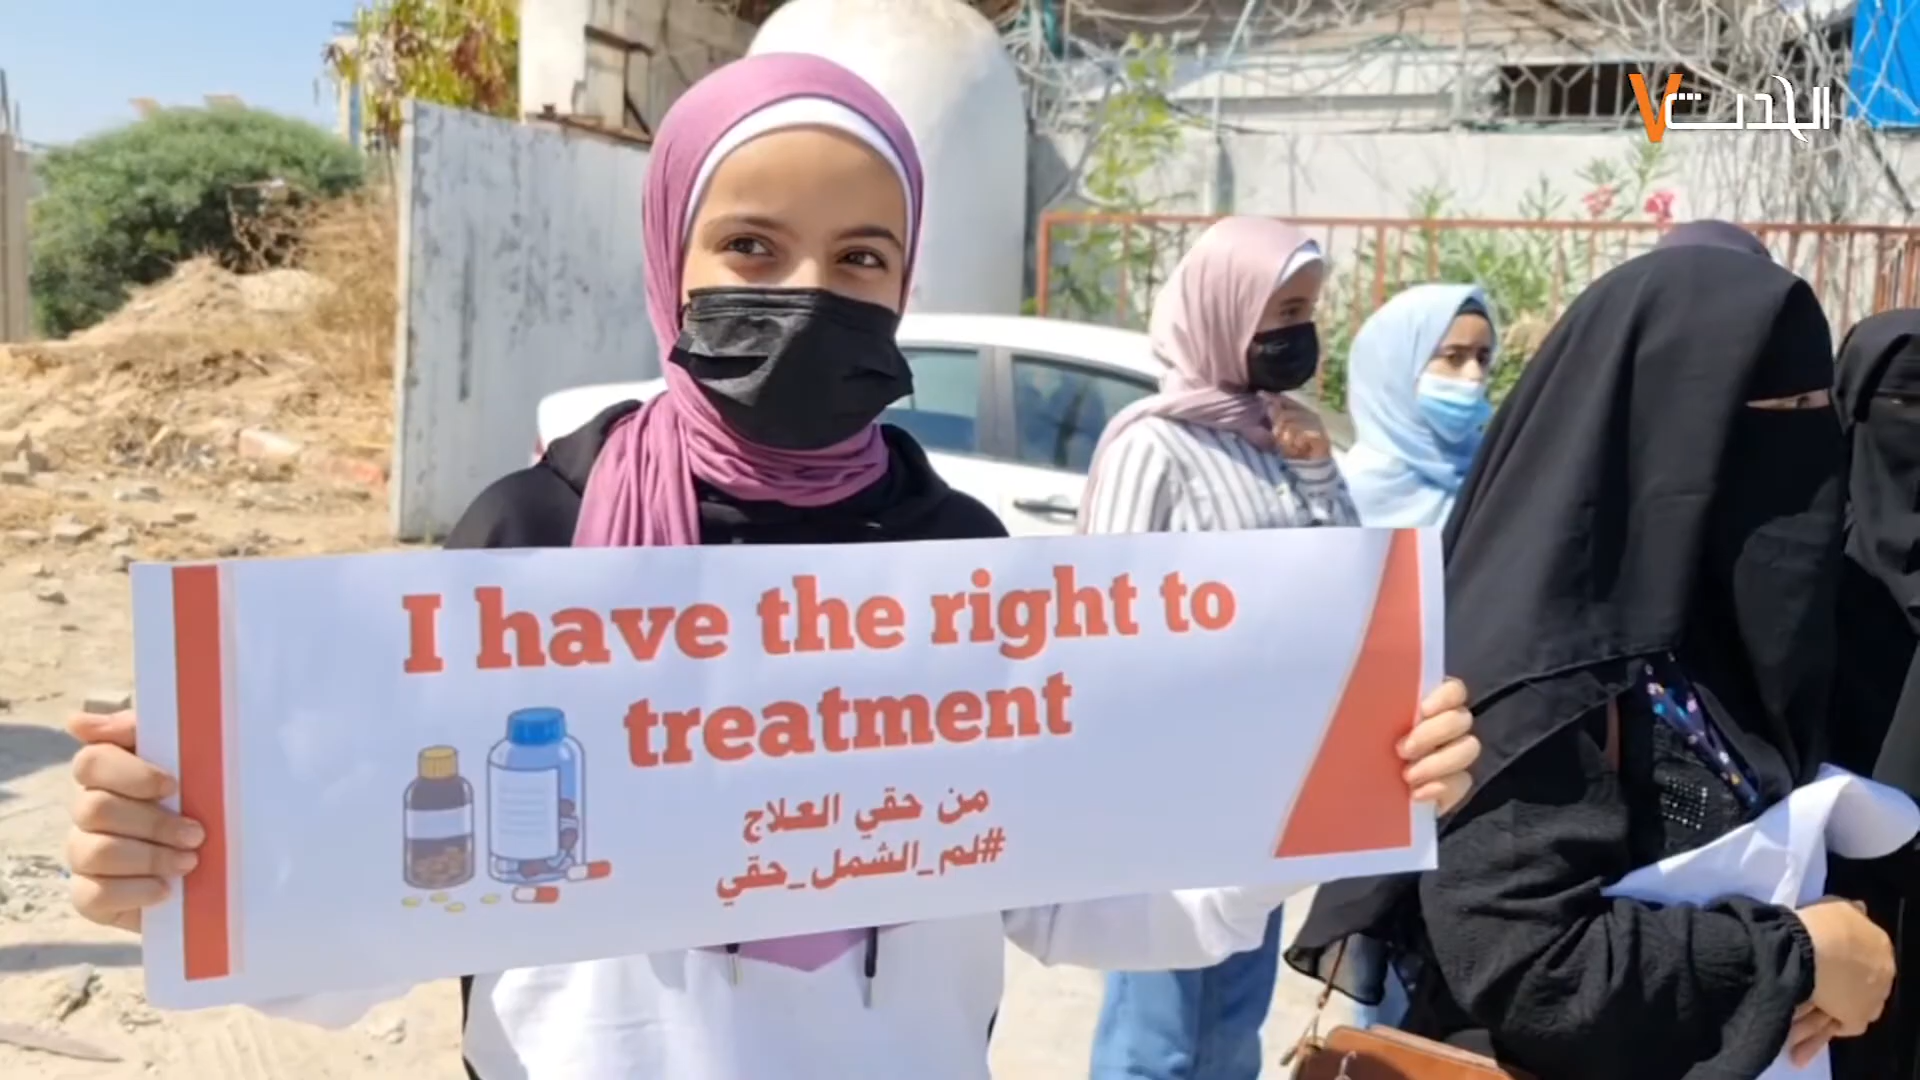 الحدث
I have the right to
treatment
من حقي العلاج
#لم_الشمل_حقي